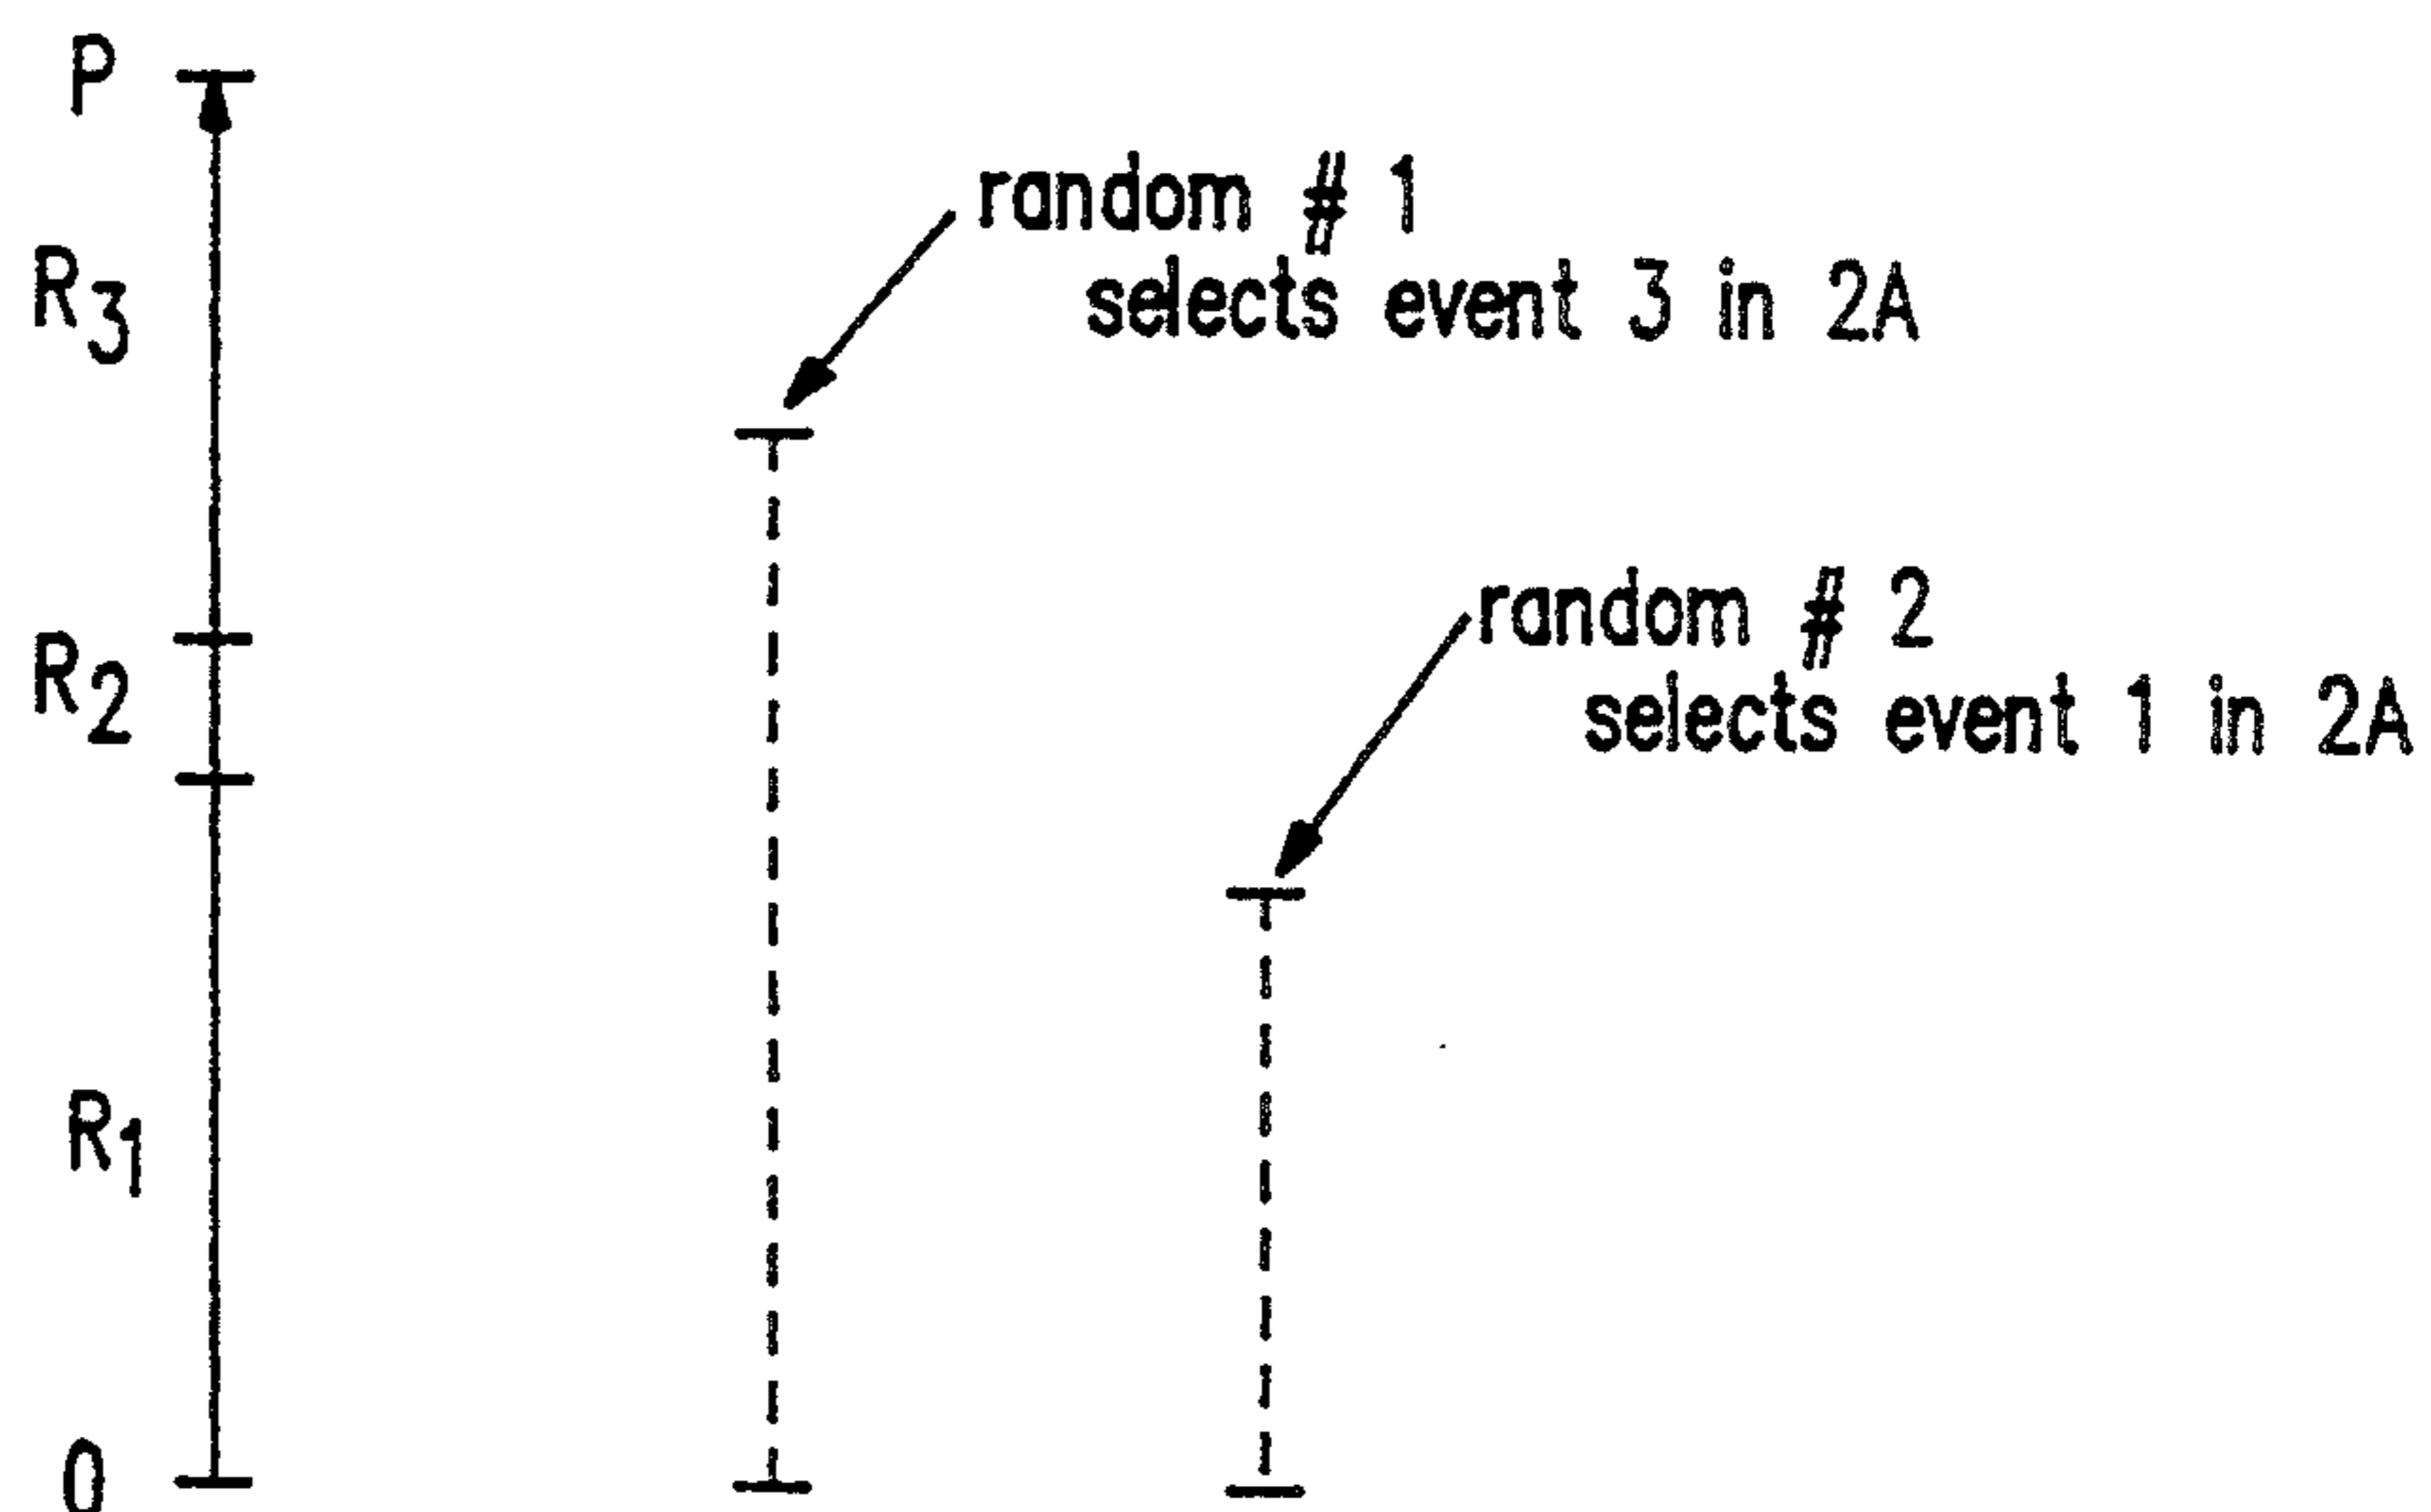 P
random # 1
selects event 3 in 2A
R3
random # 2
selects event 1 in 2A
R2
R1
0